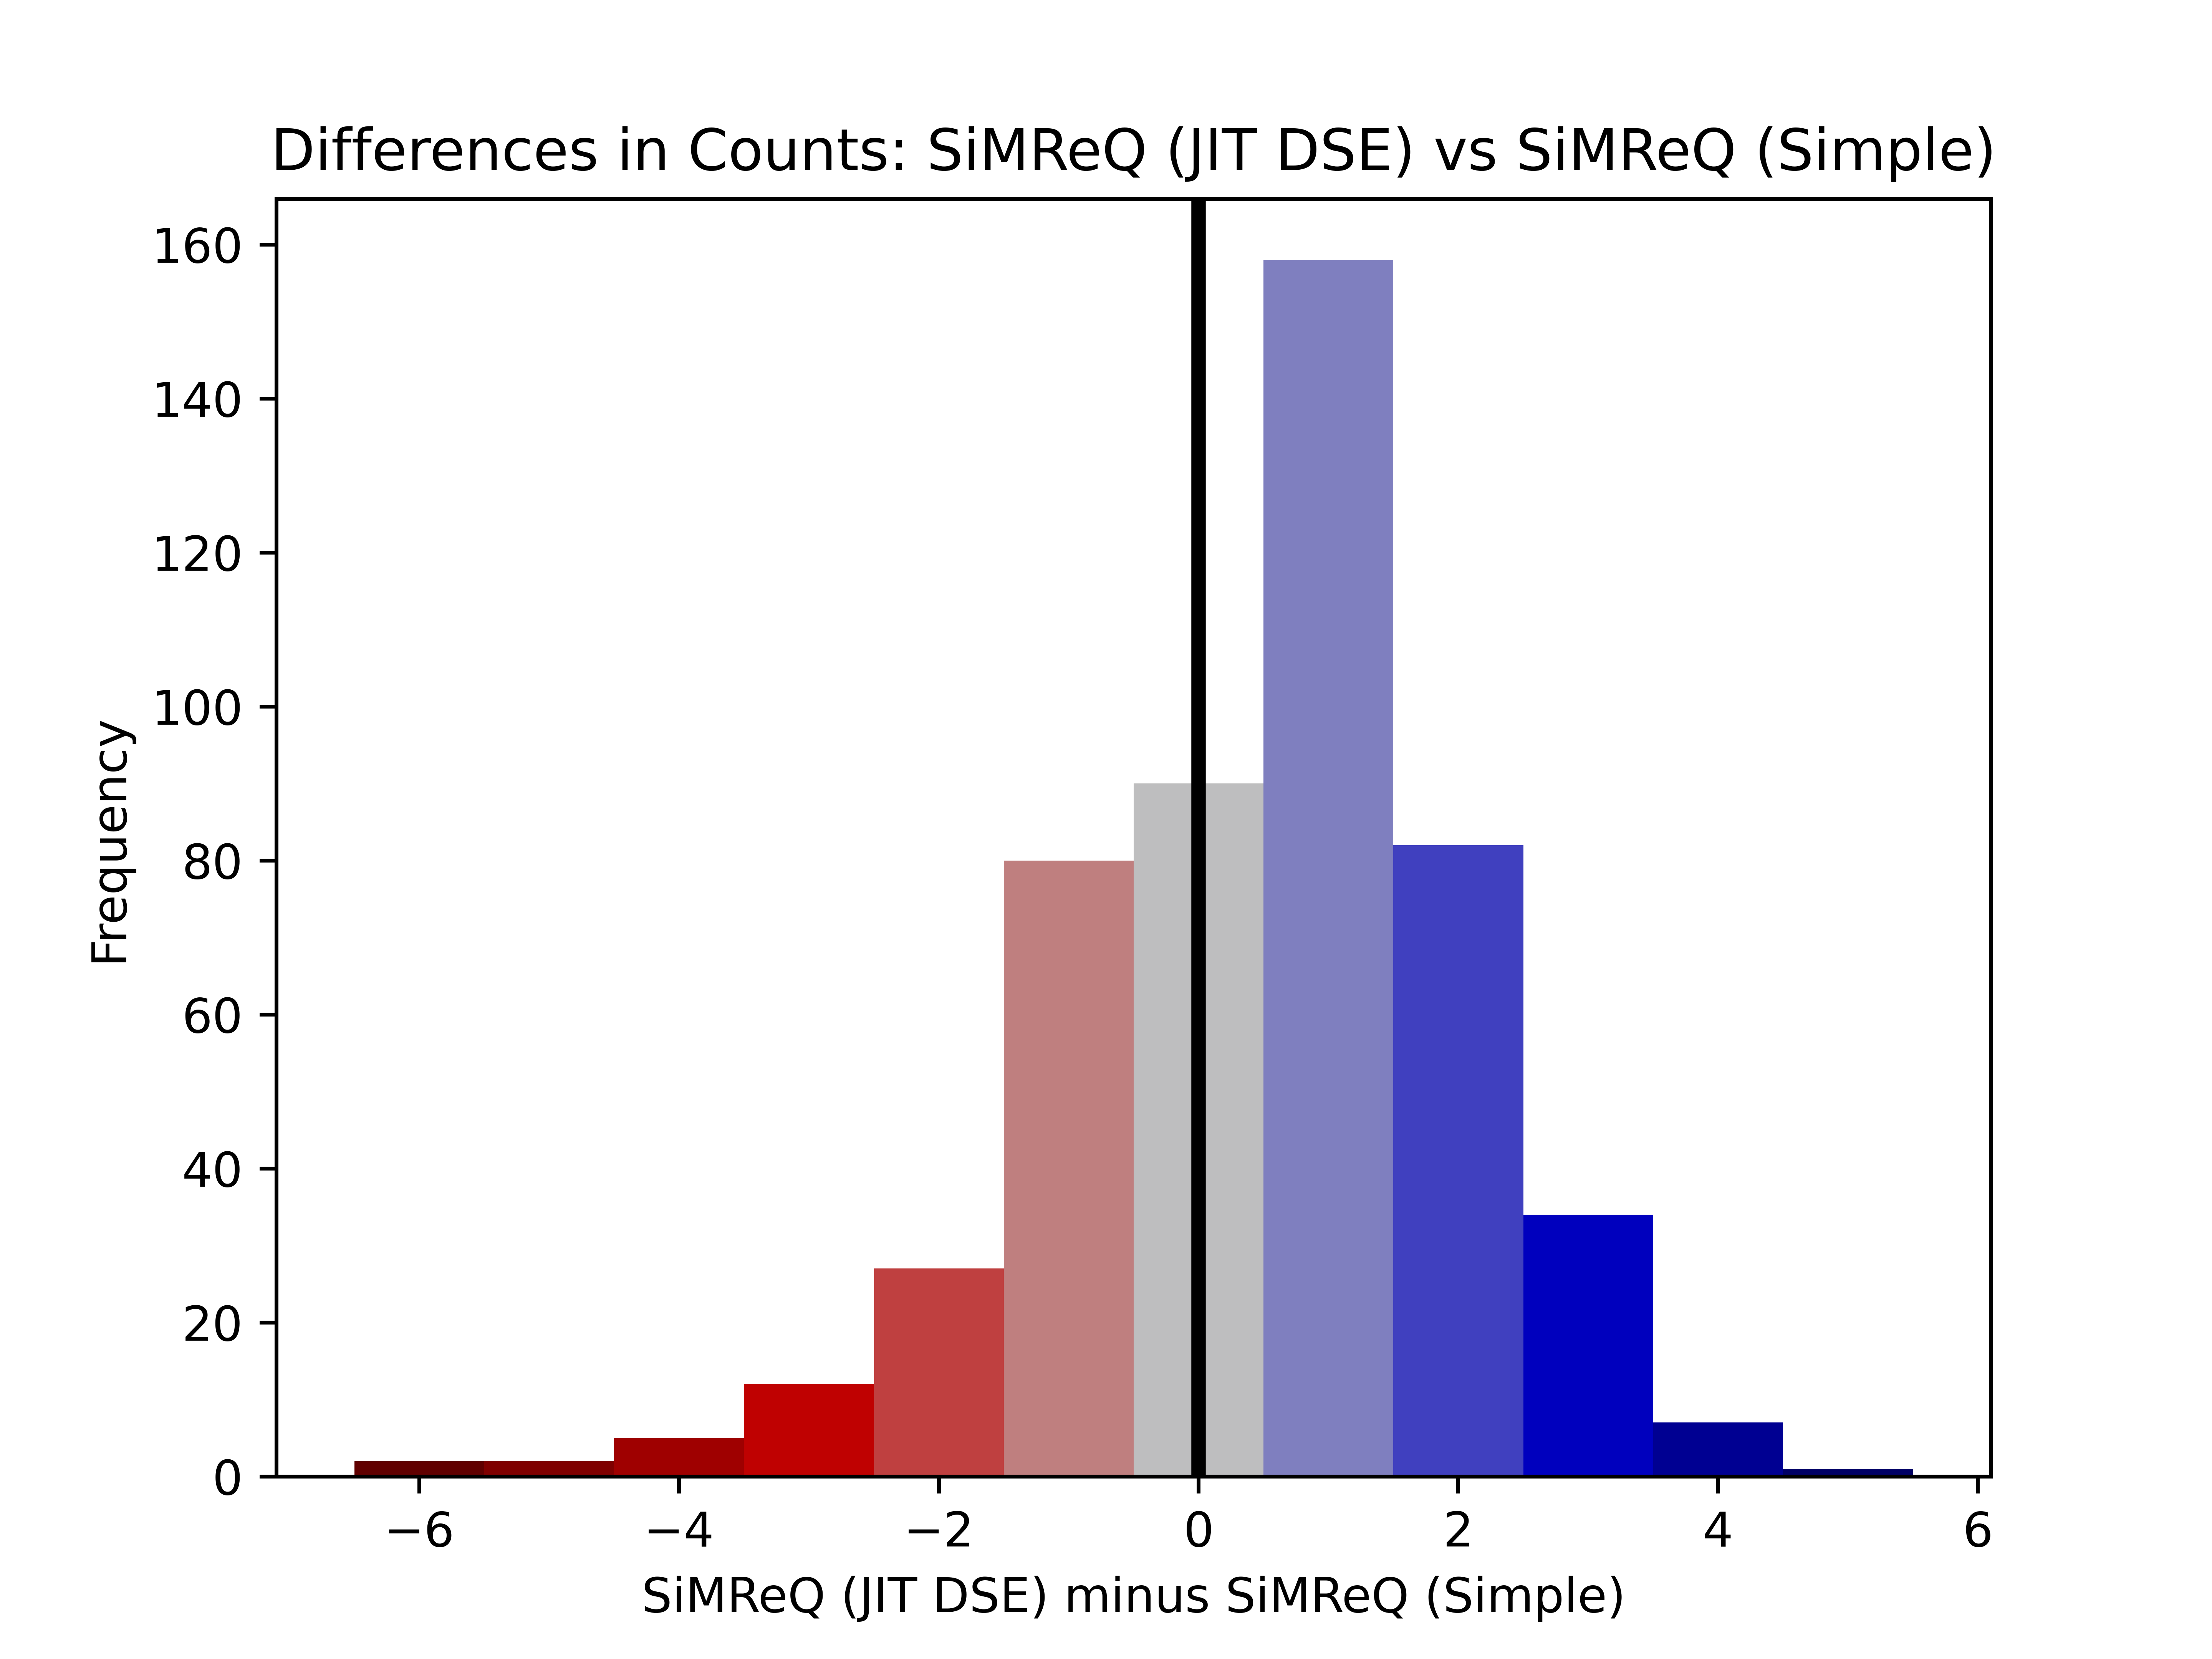 Differences in Counts: SiMReQ (JIT DSE) vs SiMReQ (Simple)
160
140
120
100
80
60
40
20
0
Frequency
−6 −4 −2 0 2 4 6
SiMReQ (JIT DSE) minus SiMReQ (Simple)